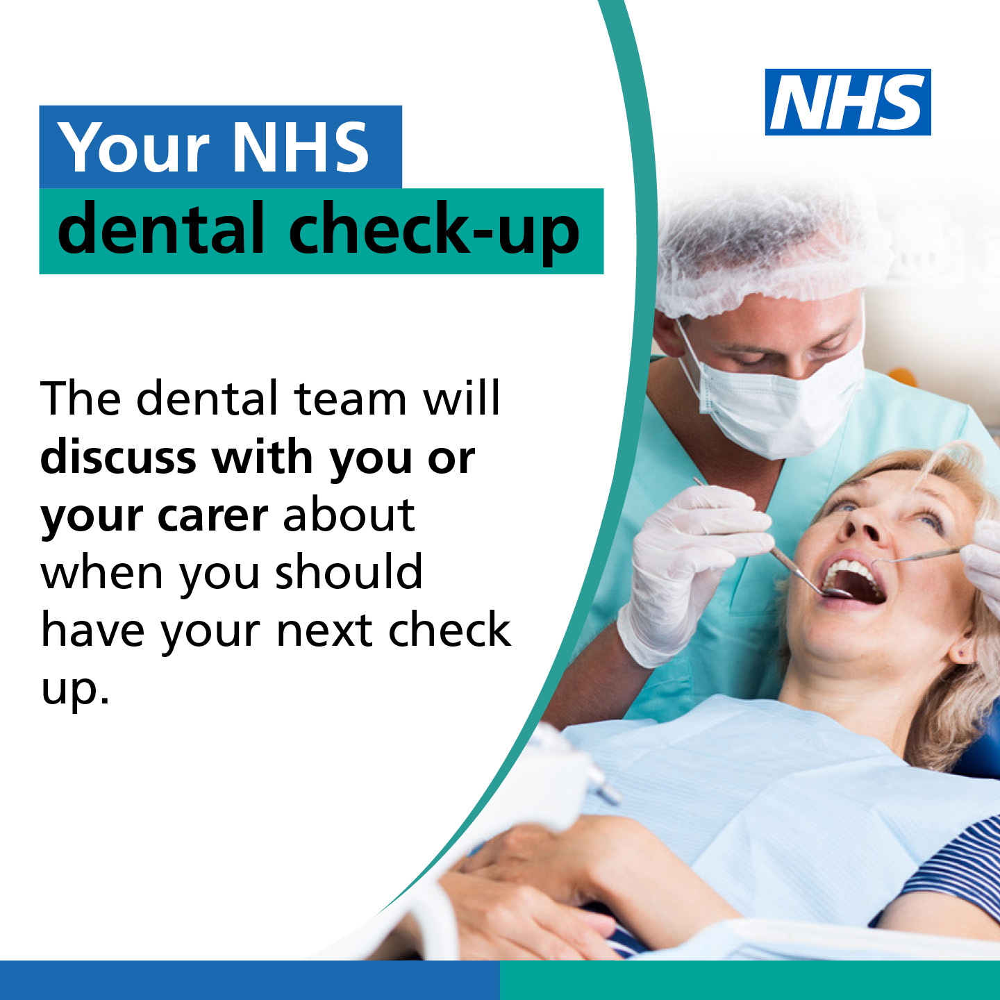 NHS
Your NHS
dental check-up
The dental team will
discuss with you or
your carer about
when you should
have your next check
up.